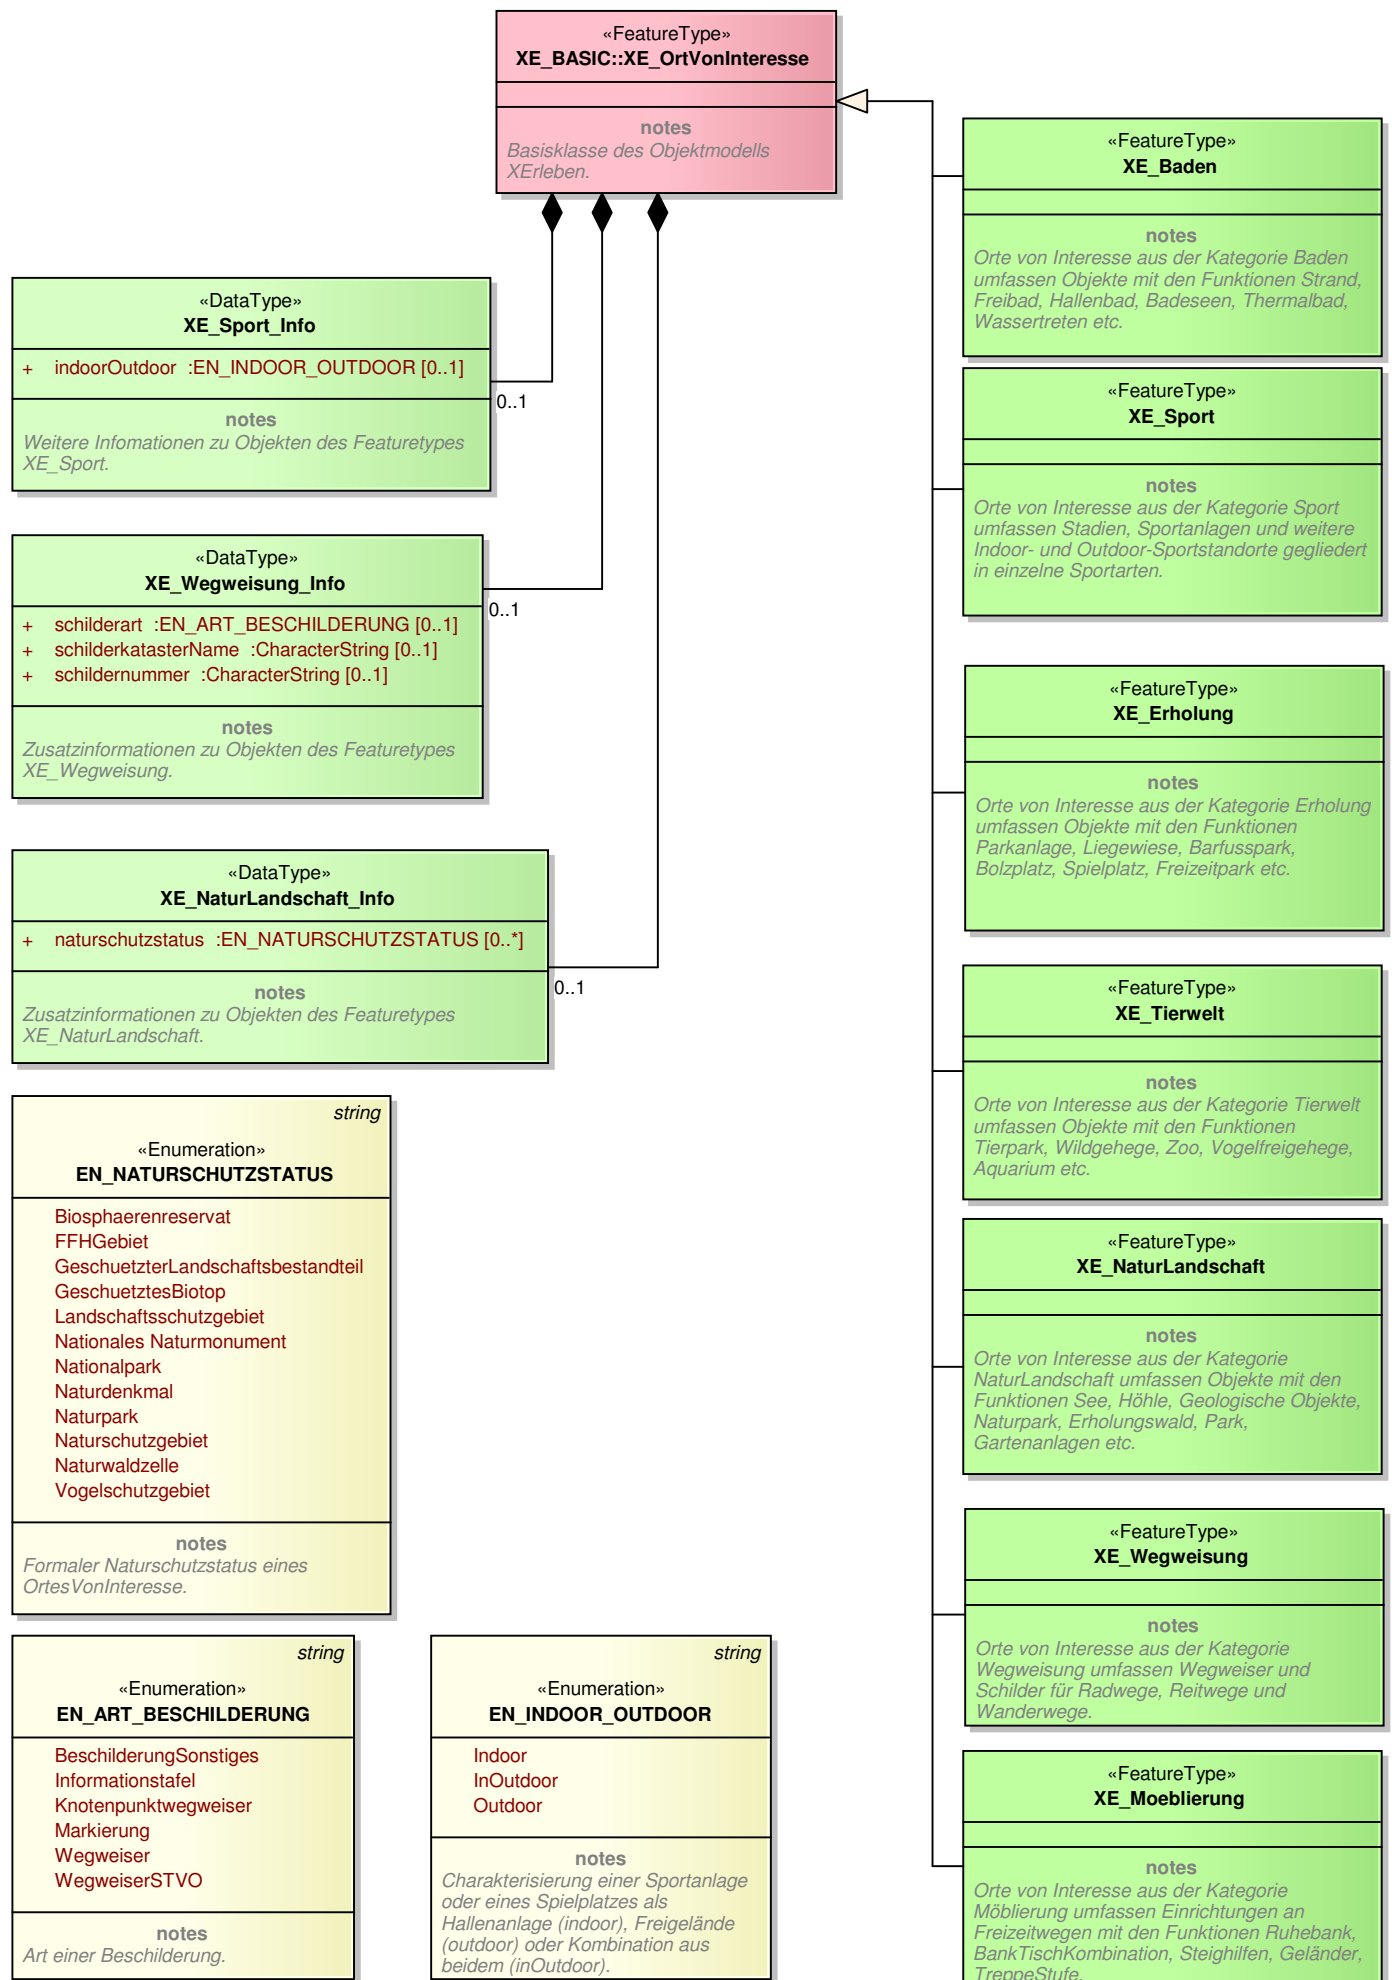 «FeatureType»
XE_BASIC::XE_OrtVonInteresse
notes
Basisklasse des Objektmodells
XErleben.
«DataType»
XE_Sport_Info
+ indoorOutdoor :EN_INDOOR_OUTDOOR [0..1]
notes
Weitere Infomationen zu Objekten des Featuretypes
XE_Sport.
0..1
«DataType»
XE_Wegweisung_Info
+ schilderart :EN_ART_BESCHILDERUNG [0..1]
+ schilderkatasterName :CharacterString [0..1]
+ schildernummer :CharacterString [0..1]
notes
Zusatzinformationen zu Objekten des Featuretypes
XE_Wegweisung.
0..1
«DataType»
XE_NaturLandschaft_Info
+ naturschutzstatus :EN_NATURSCHUTZSTATUS [0..*]
notes
Zusatzinformationen zu Objekten des Featuretypes
XE_NaturLandschaft.
0..1
string
«Enumeration»
EN_NATURSCHUTZSTATUS
Biosphaerenreservat
FFHGebiet
GeschuetzterLandschaftsbestandteil
GeschuetztesBiotop
Landschaftsschutzgebiet
Nationales Naturmonument
Nationalpark
Naturdenkmal
Naturpark
Naturschutzgebiet
Naturwaldzelle
Vogelschutzgebiet
notes
Formaler Naturschutzstatus eines
OrtesVonInteresse.
string
«Enumeration»
EN_ART_BESCHILDERUNG
BeschilderungSonstiges
Informationstafel
Knotenpunktwegweiser
Markierung
Wegweiser
WegweiserSTVO
notes
Art einer Beschilderung.
string
«Enumeration»
EN_INDOOR_OUTDOOR
Indoor
InOutdoor
Outdoor
notes
Charakterisierung einer Sportanlage
oder eines Spielplatzes als
Hallenanlage (indoor), Freigelände
(outdoor) oder Kombination aus
beidem (inOutdoor).
«FeatureType»
XE_Baden
notes
Orte von Interesse aus der Kategorie Baden
umfassen Objekte mit den Funktionen Strand,
Freibad, Hallenbad, Badeseen, Thermalbad,
Wassertreten etc.
«FeatureType»
XE_Sport
notes
Orte von Interesse aus der Kategorie Sport
umfassen Stadien, Sportanlagen und weitere
Indoor- und Outdoor-Sportstandorte gegliedert
in einzelne Sportarten.
«FeatureType»
XE_Erholung
notes
Orte von Interesse aus der Kategorie Erholung
umfassen Objekte mit den Funktionen
Parkanlage, Liegewiese, Barfusspark,
Bolzplatz, Spielplatz, Freizeitpark etc.
«FeatureType»
XE_Tierwelt
notes
Orte von Interesse aus der Kategorie Tierwelt
umfassen Objekte mit den Funktionen
Tierpark, Wildgehege, Zoo, Vogelfreigehege,
Aquarium etc.
«FeatureType»
XE_NaturLandschaft
notes
Orte von Interesse aus der Kategorie
NaturLandschaft umfassen Objekte mit den
Funktionen See, Höhle, Geologische Objekte,
Naturpark, Erholungswald, Park,
Gartenanlagen etc.
«FeatureType»
XE_Wegweisung
notes
Orte von Interesse aus der Kategorie
Wegweisung umfassen Wegweiser und
Schilder für Radwege, Reitwege und
Wanderwege.
«FeatureType»
XE_Moeblierung
notes
Orte von Interesse aus der Kategorie
Möblierung umfassen Einrichtungen an
Freizeitwegen mit den Funktionen Ruhebank,
BankTischKombination, Steighilfen, Geländer,
TreppeStufe.